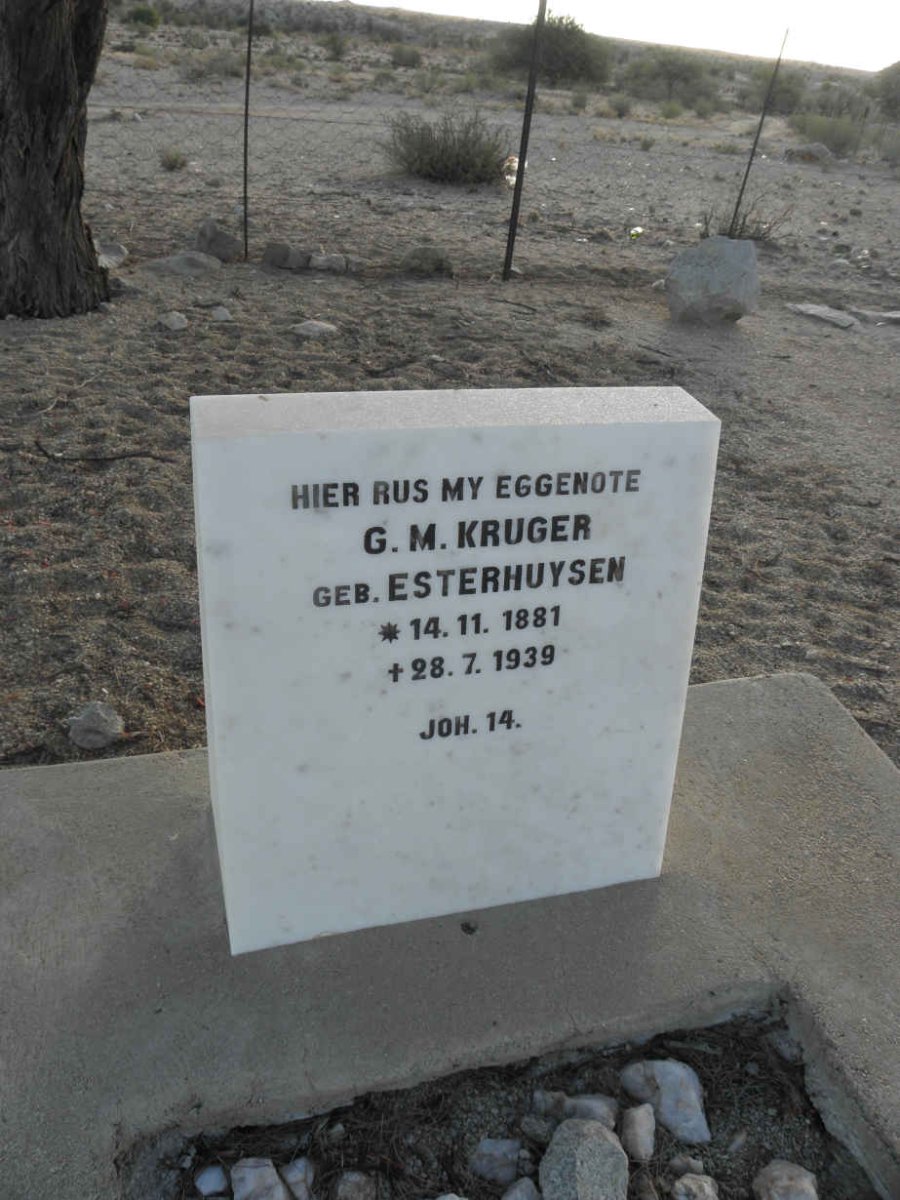 HIER RUS MY EGGENOTE
G. M. KRUGER
GEB. ESTERHUYSEN
* 14. 11. 1881
✝ 28. 7. 1939
JOH. 14.